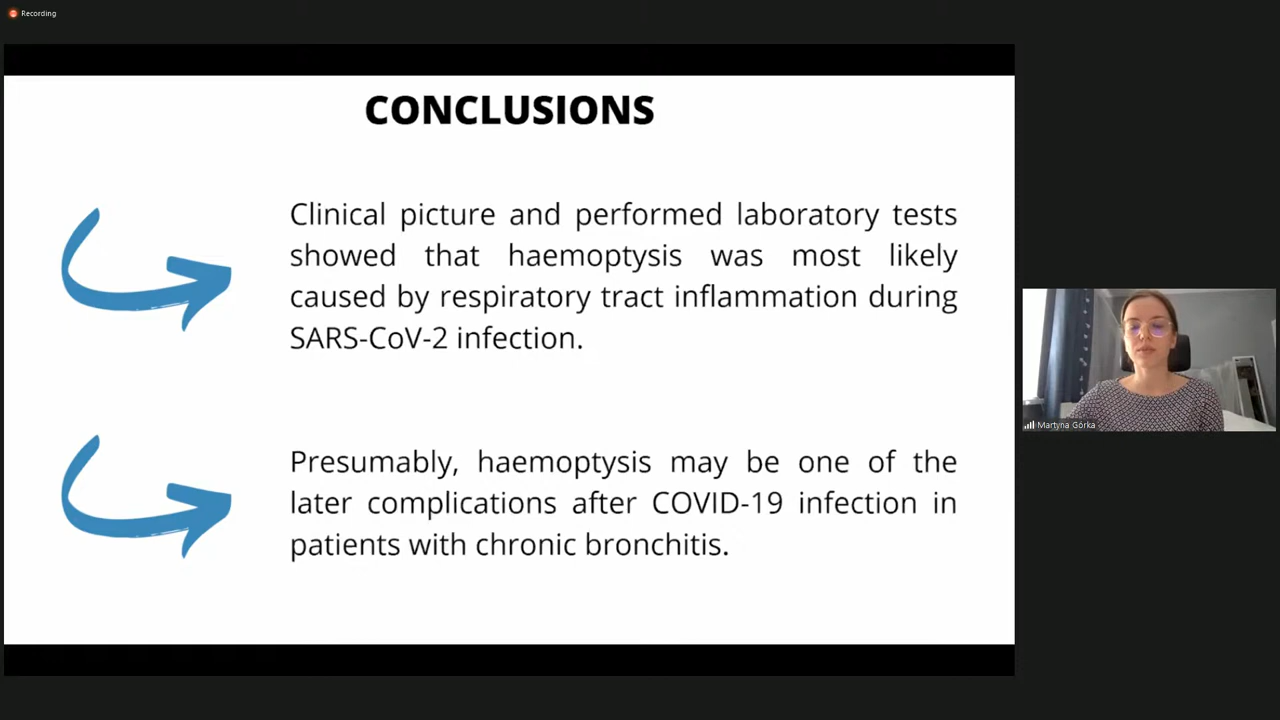 Recording
CONCLUSIONS
Clinical picture and performed laboratory tests
showed that haemoptysis was most likely
caused by respiratory tract inflammation during
SARS-CoV-2 infection.
Presumably, haemoptysis may be one of the
later complications after COVID-19 infection in
patients with chronic bronchitis.
Martyna Górka